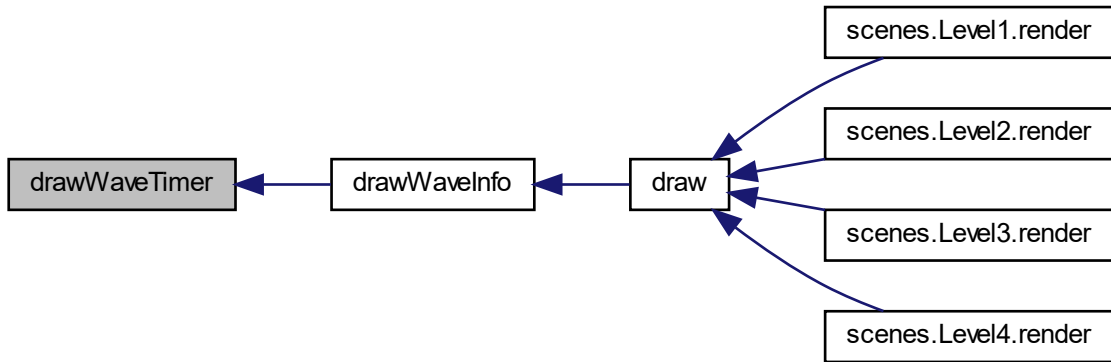 scenes.Level1.render
scenes.Level2.render
drawWaveTimer
drawWaveInfo
draw
scenes.Level3.render
scenes.Level4.render